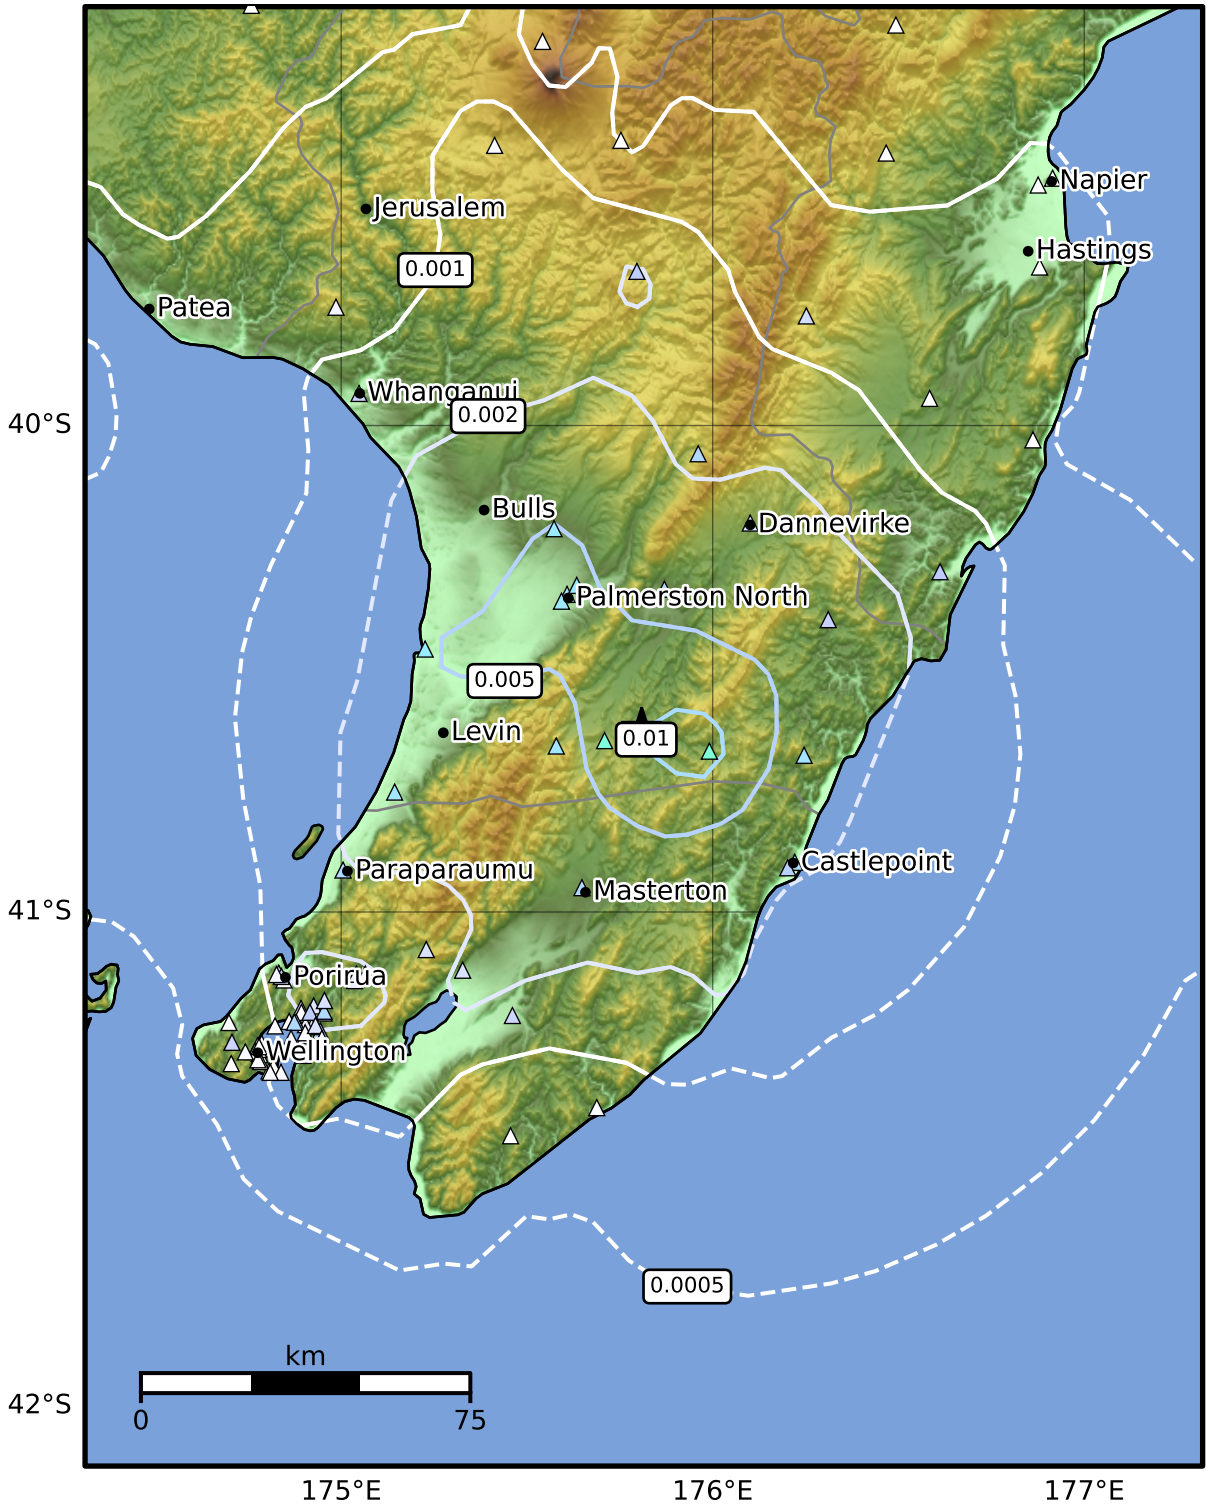 Napier
Jerusalem
Hastings
0.001
Patea
Whanganui
0.002
40°S
Bulls
Dannevirke
Palmerston North
0.005
Levin
0.01
Castlepoint
Paraparaumu
Masterton
41°S
Porirua
Wellington
0.0005
km
0 75
42°S
175°E 176°E 177°E